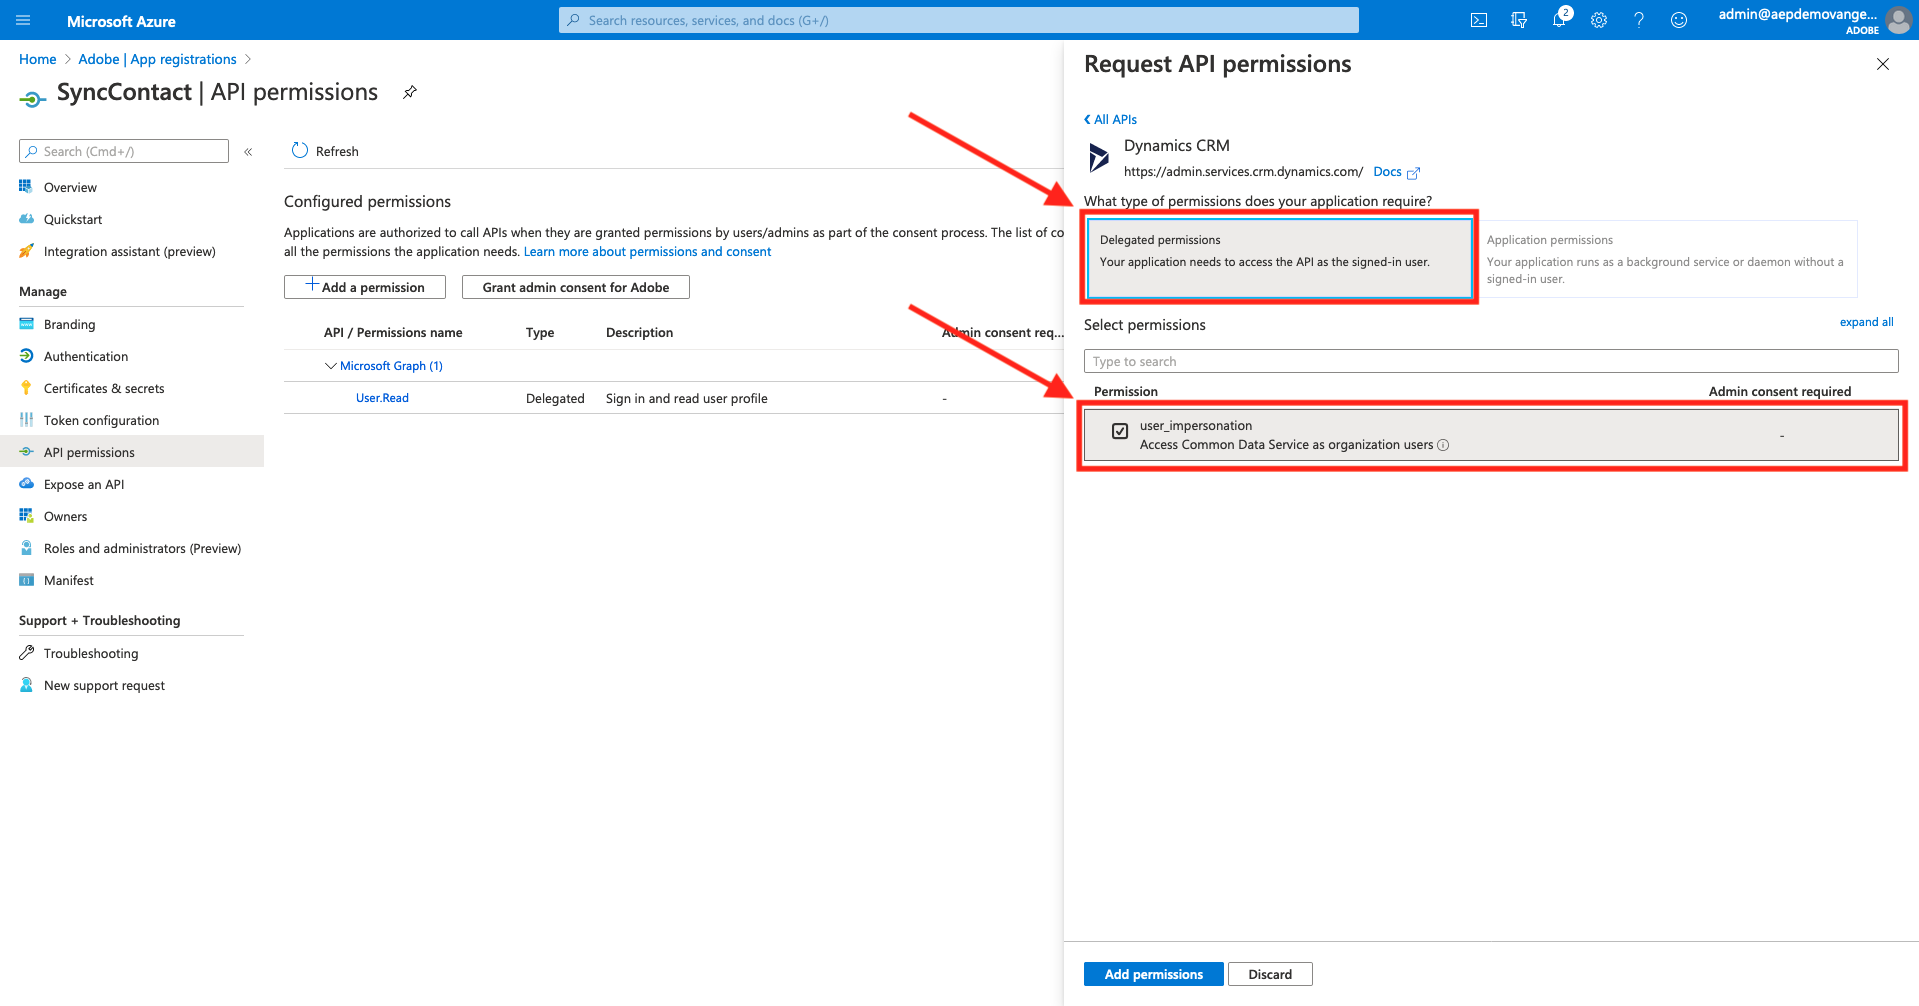 Microsoft Azure
Search resources, services, and docs (G+/)
2
admin@aepdemovange...
ADOBE
Home > Adobe | App registrations >
SyncContact | API permissions
Search (Cmd+/)
«
Overview
Quickstart
Integration assistant (preview)
Manage
Branding
Authentication
Certificates & secrets
Token configuration
API permissions
Expose an API
Owners
Roles and administrators (Preview)
Manifest
Support + Troubleshooting
Troubleshooting
New support request
Refresh
Configured permissions
Applications are authorized to call APIs when they are granted permissions by users/admins as part of the consent process. The list of co
all the permissions the application needs. Learn more about permissions and consent
+ Add a permission
Grant admin consent for Adobe
API / Permissions name Type Description Admin consent req...
Microsoft Graph (1)
User.Read Delegated Sign in and read user profile -
Request API permissions
All APIs
Dynamics CRM
https://admin.services.crm.dynamics.com/ Docs
What type of permissions does your application require?
Delegated permissions
Your application needs to access the API as the signed-in user.
Application permissions
Your application runs as a background service or daemon without a
signed-in user.
Select permissions
expand all
Type to search
Permission Admin consent required
user_impersonation
Access Common Data Service as organization users
-
Add permissions
Discard